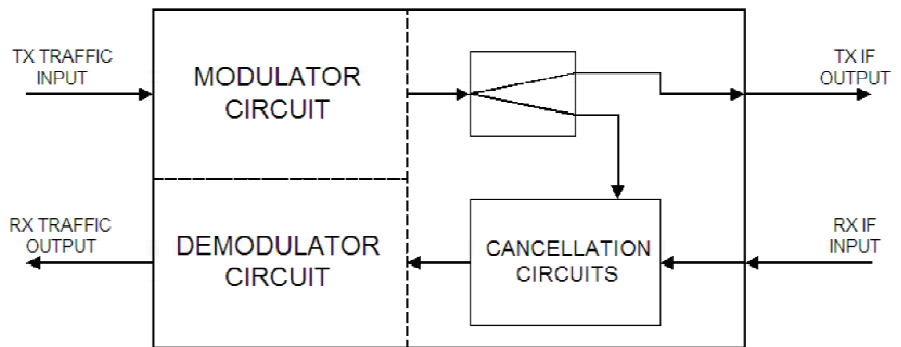 TX TRAFFIC
INPUT
MODULATOR
CIRCUIT
TX IF
OUTPUT
RX TRAFFIC
OUTPUT
DEMODULATOR
CIRCUIT
CANCELLATION
CIRCUITS
RX IF
INPUT